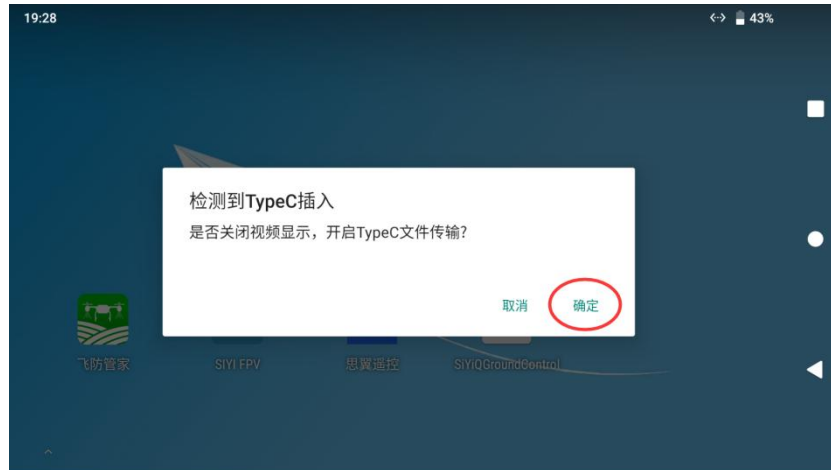 19:28
43%
检测到TypeC插入
是否关闭视频显示，开启TypeC文件传输?
取消
确定
飞防管家
SIYI FPV
思翼遥控
SiYiQGroundControl